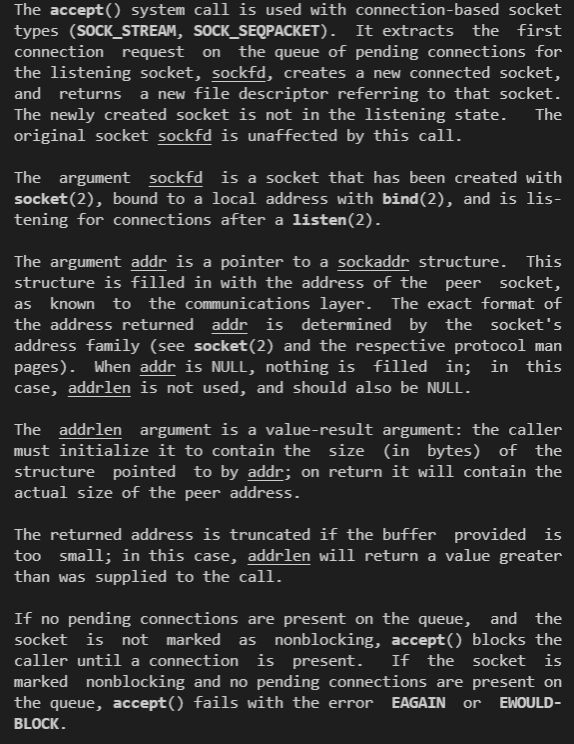 The accept() system call is used with connection-based socket
types (SOCK_STREAM, SOCK_SEQPACKET). It extracts the first
connection request on the queue of pending connections for
the listening socket, sockfd, creates a new connected socket,
and returns a new file descriptor referring to that socket.
The newly created socket is not in the listening state. The
original socket sockfd is unaffected by this call.

The argument sockfd is a socket that has been created with
socket(2), bound to a local address with bind(2), and is lis-
tening for connections after a listen(2).

The argument addr is a pointer to a sockaddr structure. This
structure is filled in with the address of the peer socket,
as known to the communications layer. The exact format of
the address returned addr is determined by the socket's
address family (see socket(2) and the respective protocol man
pages). When addr is NULL, nothing is filled in; in this
case, addrlen is not used, and should also be NULL.

The addrlen argument is a value-result argument: the caller
must initialize it to contain the size (in bytes) of the
structure pointed to by addr; on return it will contain the
actual size of the peer address.

The returned address is truncated if the buffer provided is
too small; in this case, addrlen will return a value greater
than was supplied to the call.

If no pending connections are present on the queue, and the
socket is not marked as nonblocking, accept() blocks the
caller until a connection is present. If the socket is
marked nonblocking and no pending connections are present on
the queue, accept() fails with the error EAGAIN or EWOULD-
BLOCK.